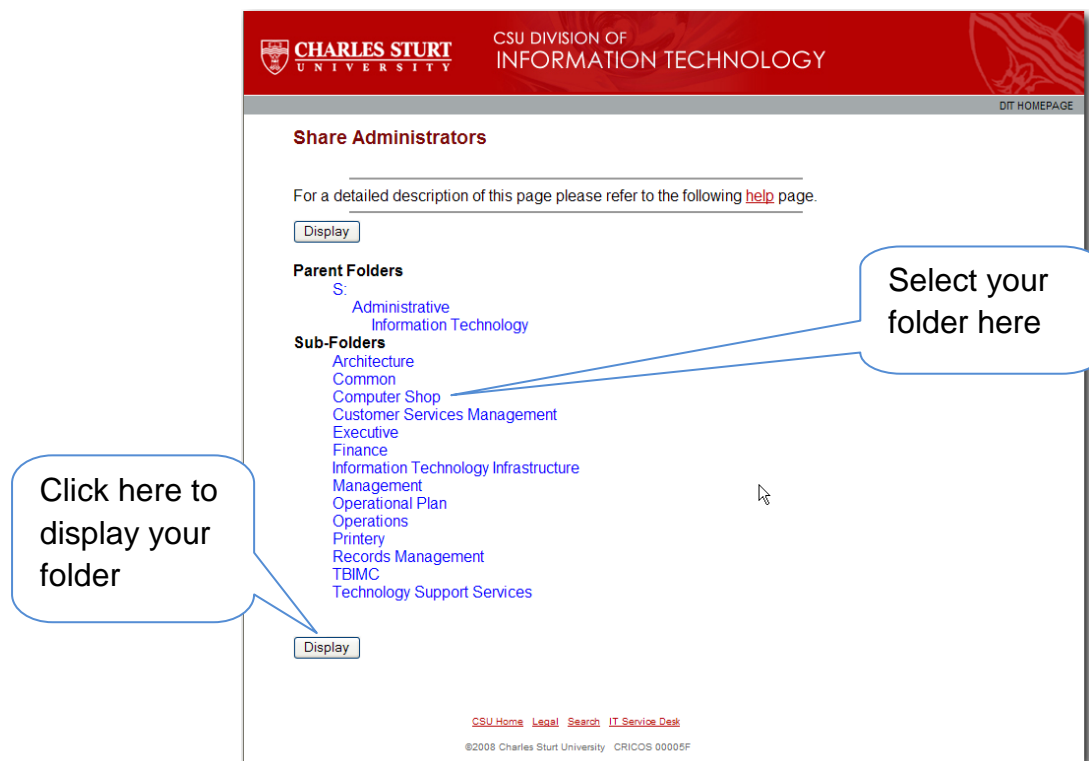 CHARLES STURT
UNIVERSITY
CSU DIVISION OF
INFORMATION TECHNOLOGY
DIT HOMEPAGE
Share Administrators
For a detailed description of this page please refer to the following help page.
Display
Parent Folders
S:
Administrative
Information Technology
Sub-Folders
Architecture
Common
Computer Shop
Customer Services Management
Executive
Finance
Information Technology Infrastructure
Management
Operational Plan
Operations
Printery
Records Management
TBIMC
Technology Support Services
Select your
folder here
Click here to
display your
folder
Display
CSU Home Legal Search IT Service Desk
©2008 Charles Sturt University CRICOS 00005F